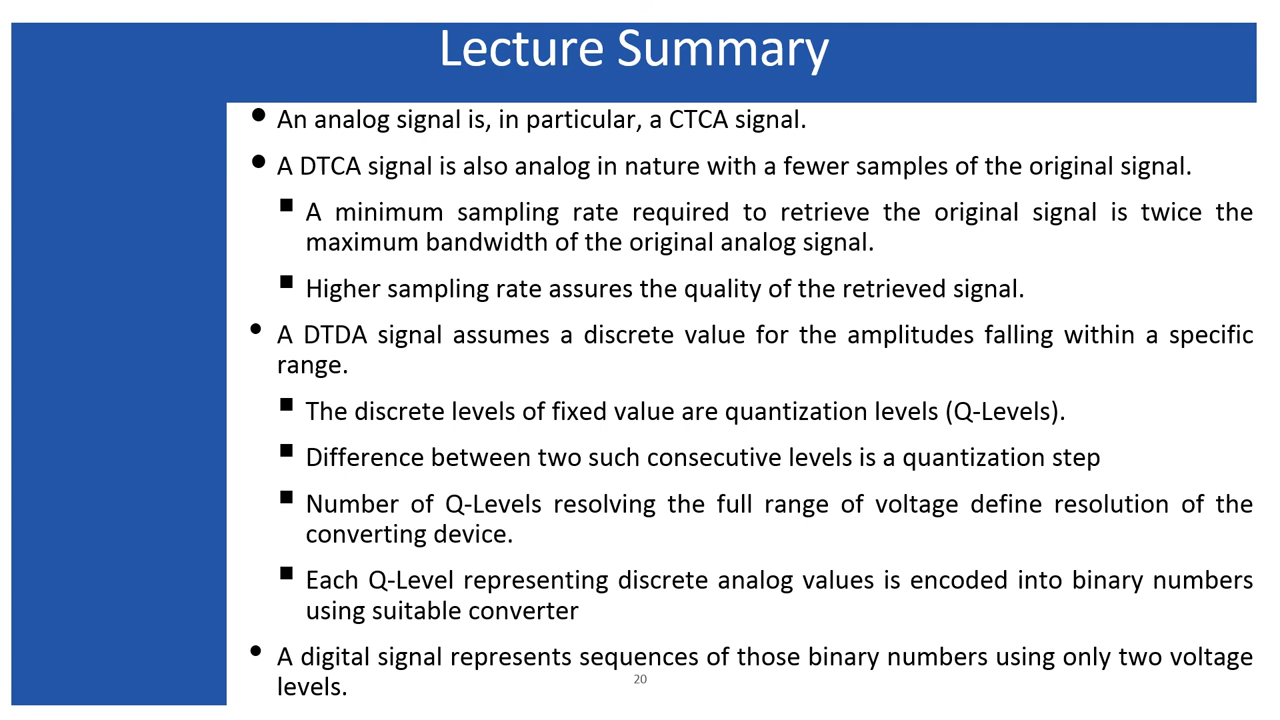 Lecture Summary
• An analog signal is, in particular, a CTCA signal.
• A DTCA signal is also analog in nature with a fewer samples of the original signal.
▪ A minimum sampling rate required to retrieve the original signal is twice the
maximum bandwidth of the original analog signal.
▪ Higher sampling rate assures the quality of the retrieved signal.
• A DTDA signal assumes a discrete value for the amplitudes falling within a specific
range.
▪ The discrete levels of fixed value are quantization levels (Q-Levels).
▪ Difference between two such consecutive levels is a quantization step
▪ Number of Q-Levels resolving the full range of voltage define resolution of the
converting device.
▪ Each Q-Level representing discrete analog values is encoded into binary numbers
using suitable converter
• A digital signal represents sequences of those binary numbers using only two voltage
levels.
20